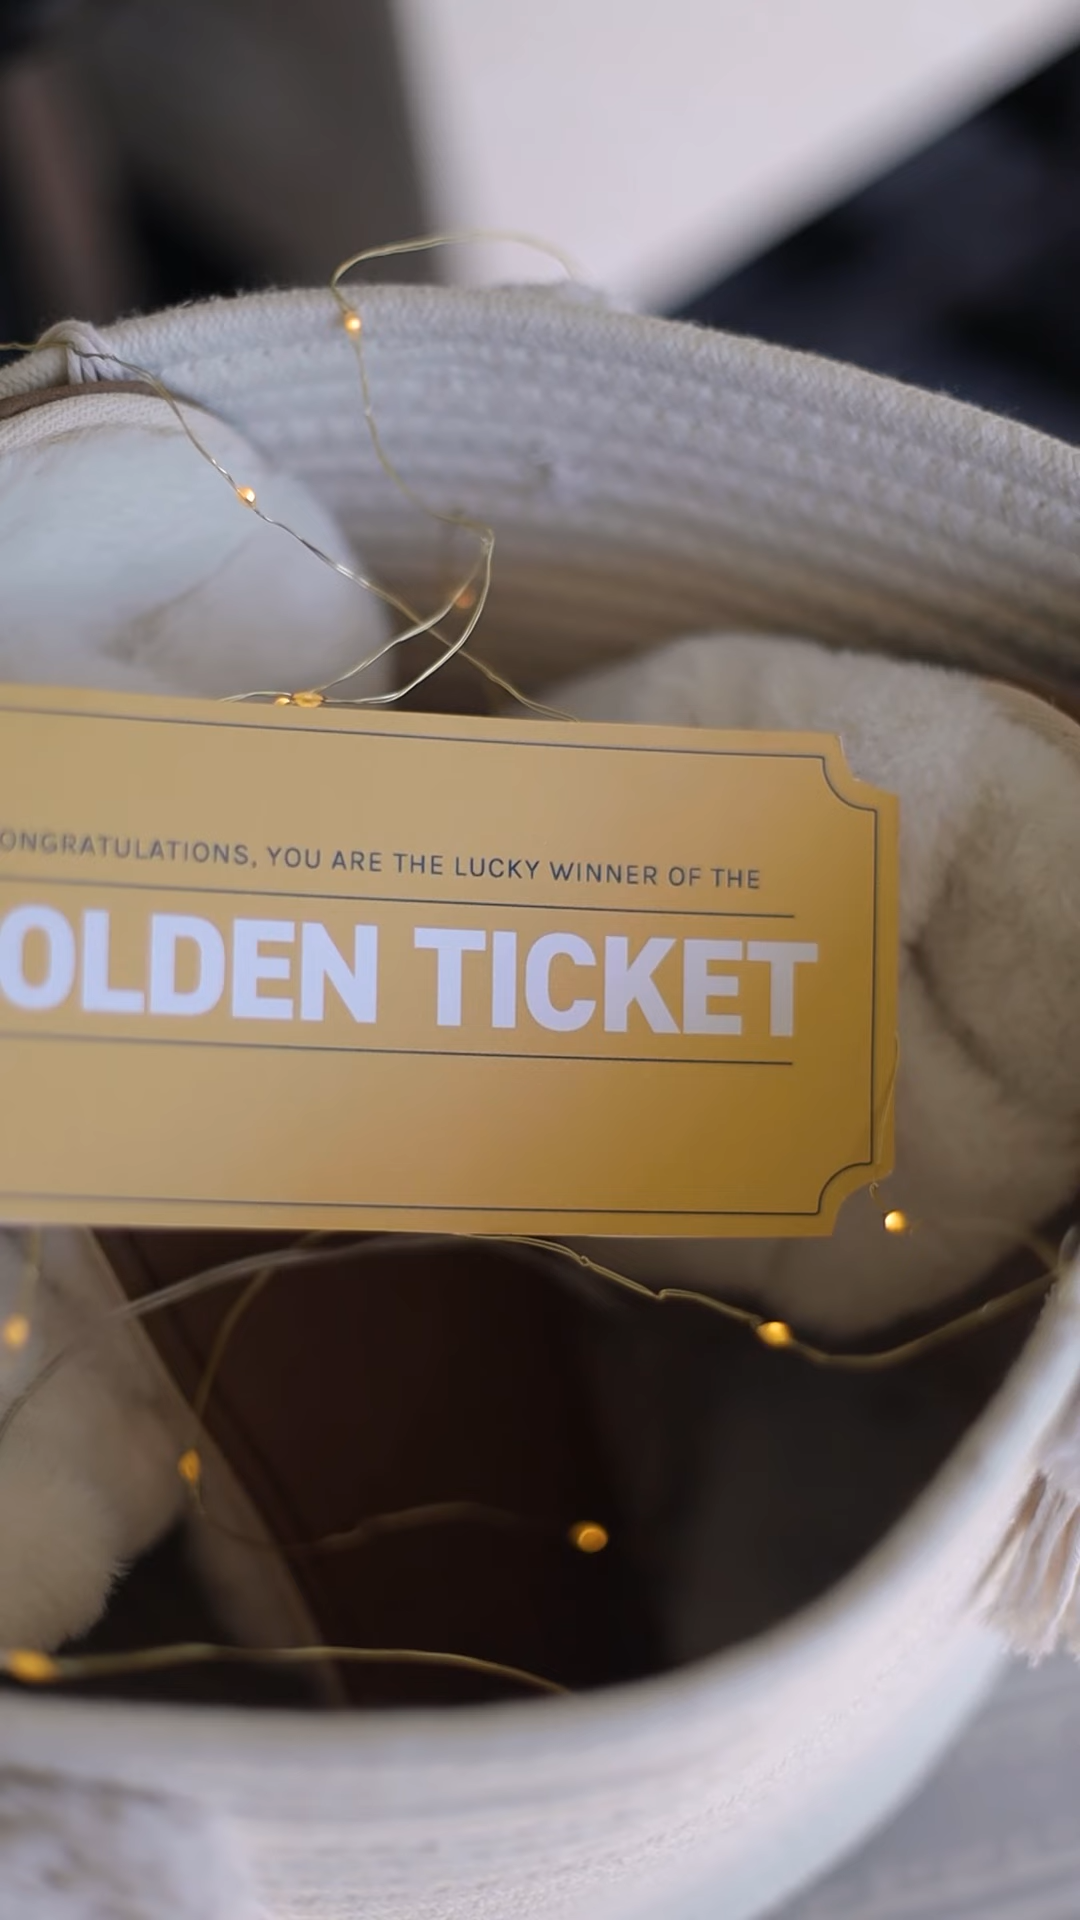 ONGRATULATIONS, YOU ARE THE LUCKY WINNER OF THE
OLDEN TICKET